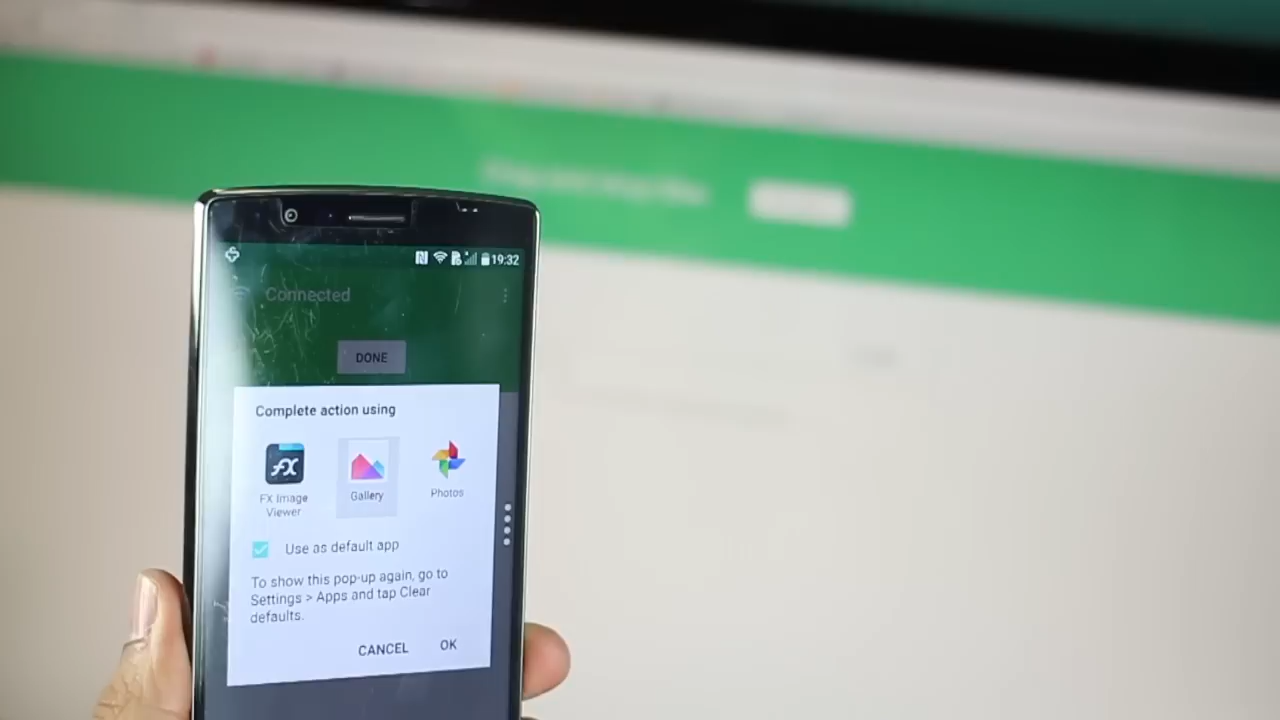 19:32
Connected
DONE
Complete action using
FX
FX Image
Viewer
Gallery
Photos
Use as default app
To show this pop-up again, go to
Settings > Apps and tap Clear
defaults.
CANCEL
OK